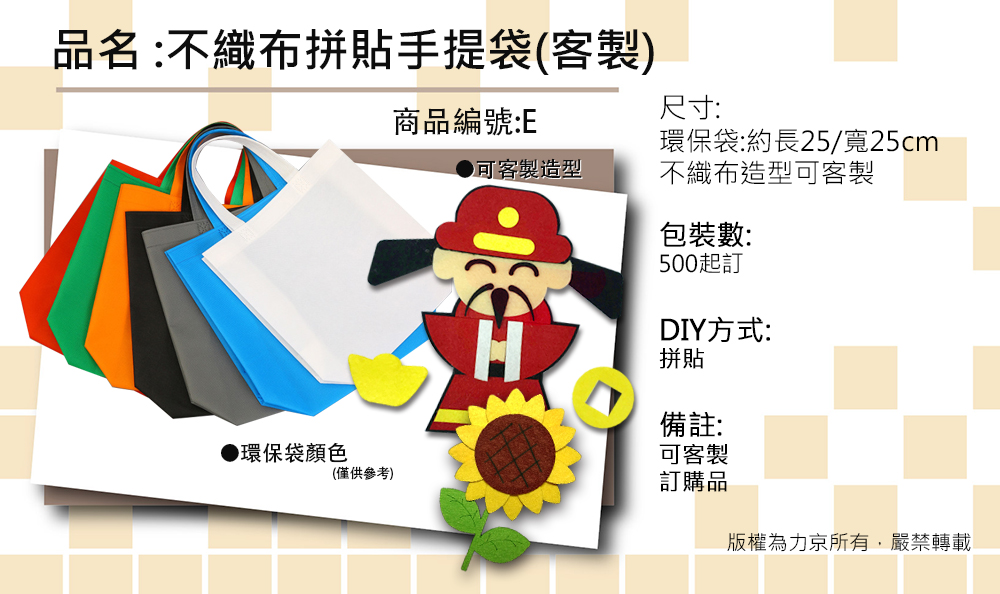 品名 :不織布拼貼手提袋(客製)
商品編號:E
●可客製造型
●環保袋顏色
(僅供參考)
尺寸:
環保袋:約長25/寬25cm
不織布造型可客製
包裝數:
500起訂
DIY方式:
拼貼
備註:
可客製
訂購品
版權為力京所有，嚴禁轉載